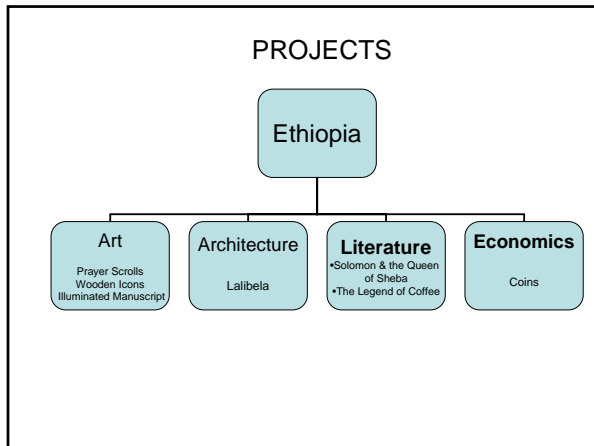 PROJECTS
Ethiopia
Art
Prayer Scrolls
Wooden Icons
Illuminated Manuscript
Architecture
Lalibela
Literature
•Solomon & the Queen
of Sheba
•The Legend of Coffee
Economics
Coins